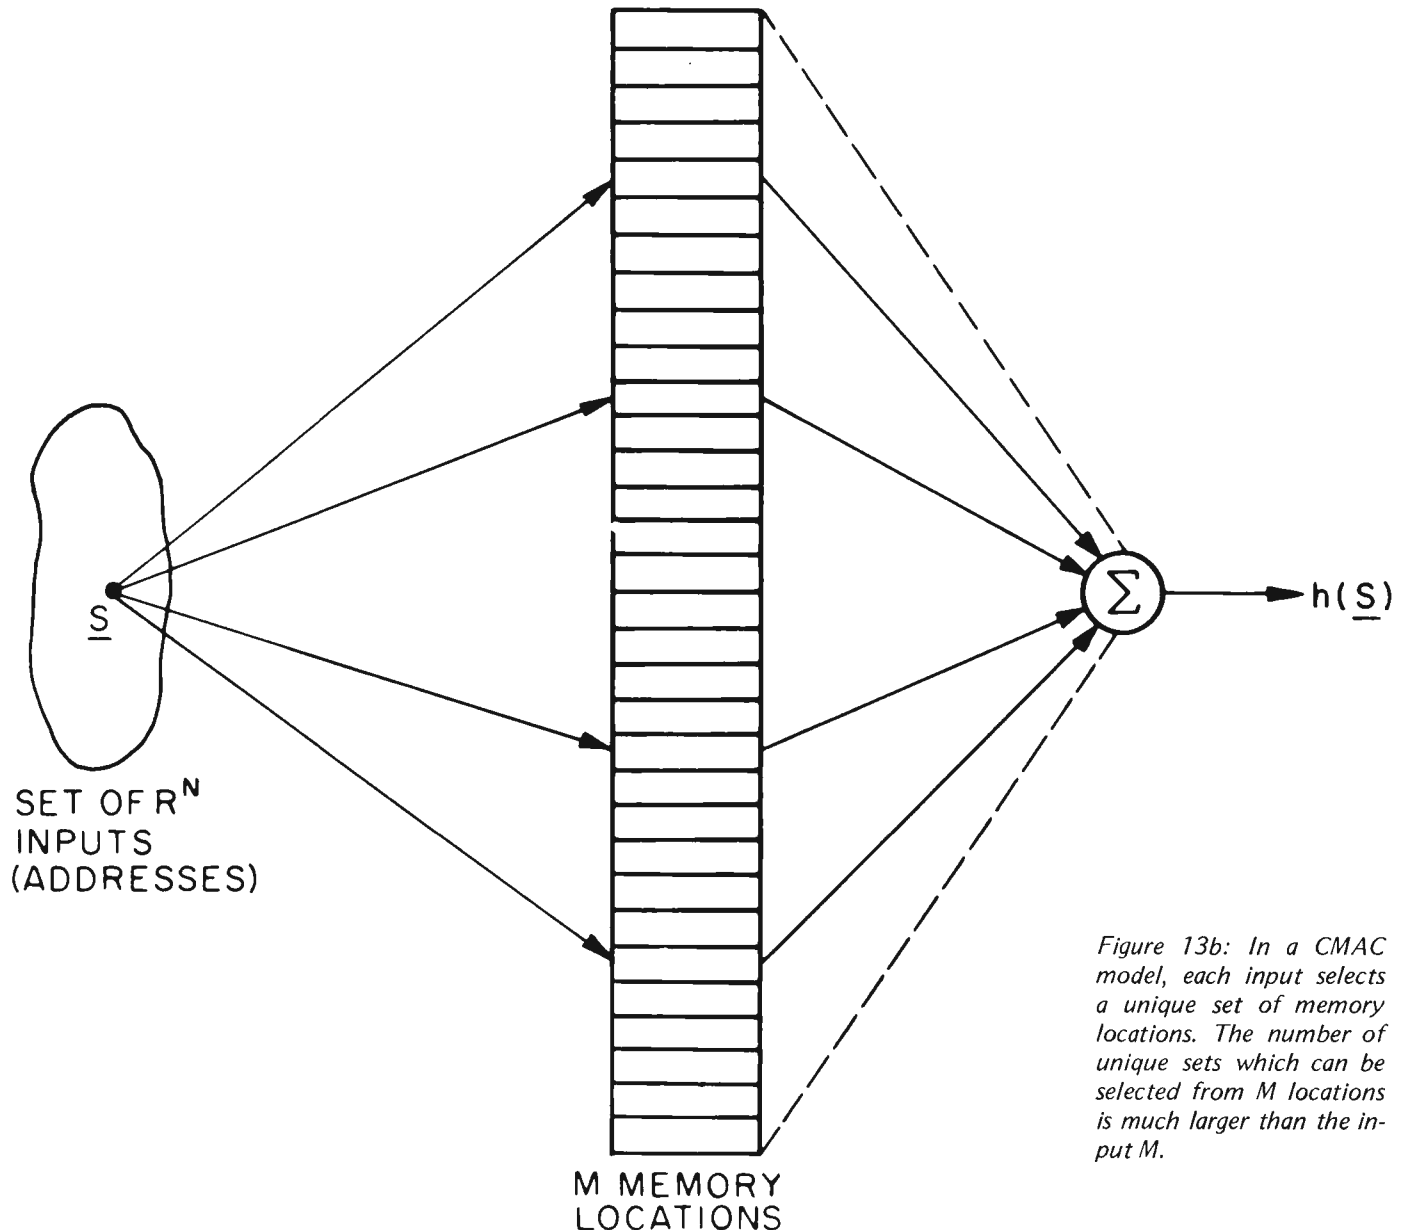 S
SET OF R^N
INPUTS
(ADDRESSES)
M MEMORY
LOCATIONS
Σ
h(S)
Figure 13b: In a CMAC
model, each input selects
a unique set of memory
locations. The number of
unique sets which can be
selected from M locations
is much larger than the in-
put M.